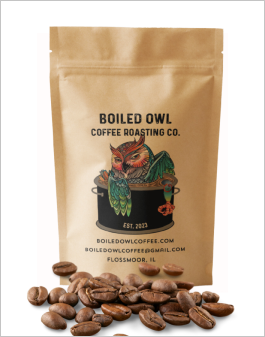 BOILED OWL
COFFEE ROASTING CO.
EST. 2023
BOILEDOWLCOFFEE.COM
BOILEDOWLCOFFEE@GMAIL.COM
FLOSSMOOR, IL